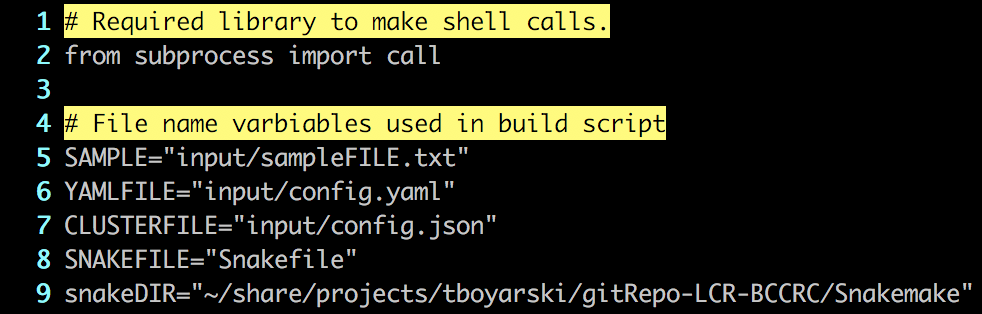 1 # Required library to make shell calls.
2 from subprocess import call
3
4 # File name varbiables used in build script
5 SAMPLE="input/sampleFILE.txt"
6 YAMLFILE="input/config.yaml"
7 CLUSTERFILE="input/config.json"
8 SNAKEFILE="Snakefile"
9 snakeDIR="~/share/projects/tboyarski/gitRepo-LCR-BCCRC/Snakemake"